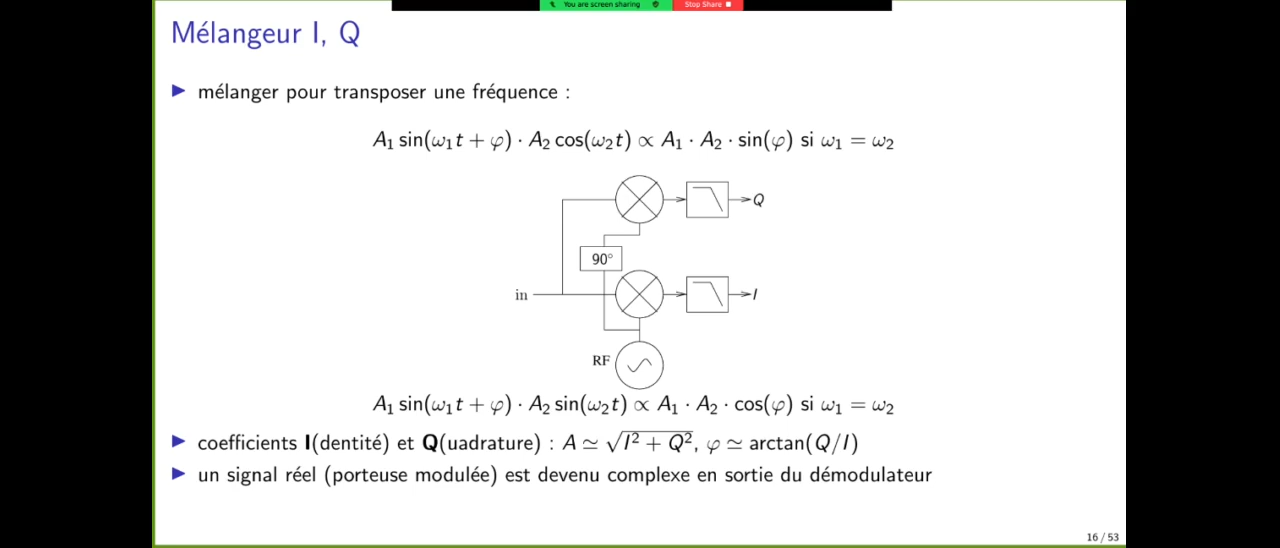 You are screen sharing Stop Share
Mélangeur I, Q
mélanger pour transposer une fréquence :
A₁ sin(ω₁t + φ) · A₂ cos(ω₂t) ∝ A₁ · A₂ · sin(φ) si ω₁ = ω₂
Q
90°
in
I
RF
A₁ sin(ω₁t + φ) · A₂ sin(ω₂t) ∝ A₁ · A₂ · cos(φ) si ω₁ = ω₂
coefficients I(dentité) et Q(uadrature) : A ≃ √(I² + Q²), φ ≃ arctan(Q/I)
un signal réel (porteuse modulée) est devenu complexe en sortie du démodulateur
16 / 53